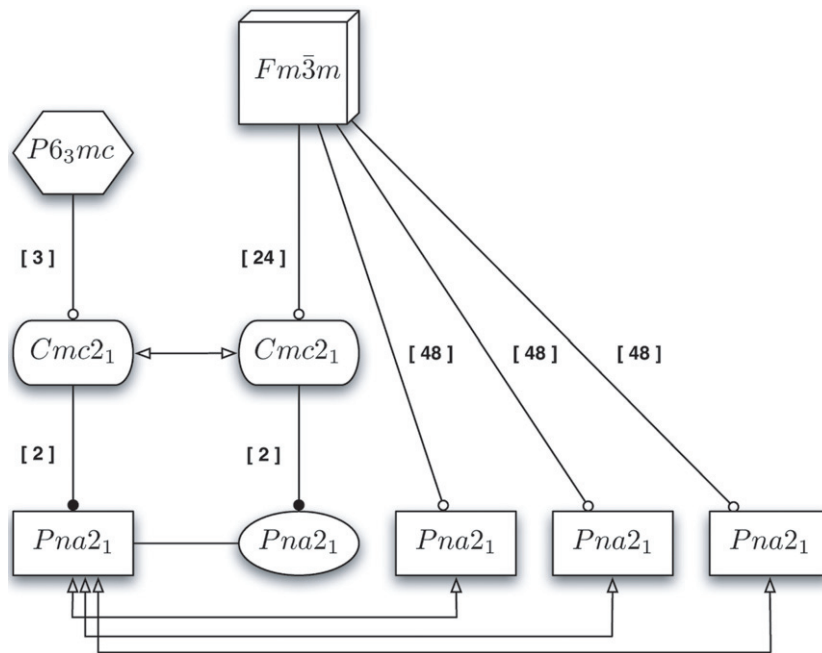 Fm3̄m
P6₃mc
[ 3 ]
[ 24 ]
Cmc2₁
Cmc2₁
[ 48 ]
[ 48 ]
[ 48 ]
[ 2 ]
[ 2 ]
Pna2₁
Pna2₁
Pna2₁
Pna2₁
Pna2₁